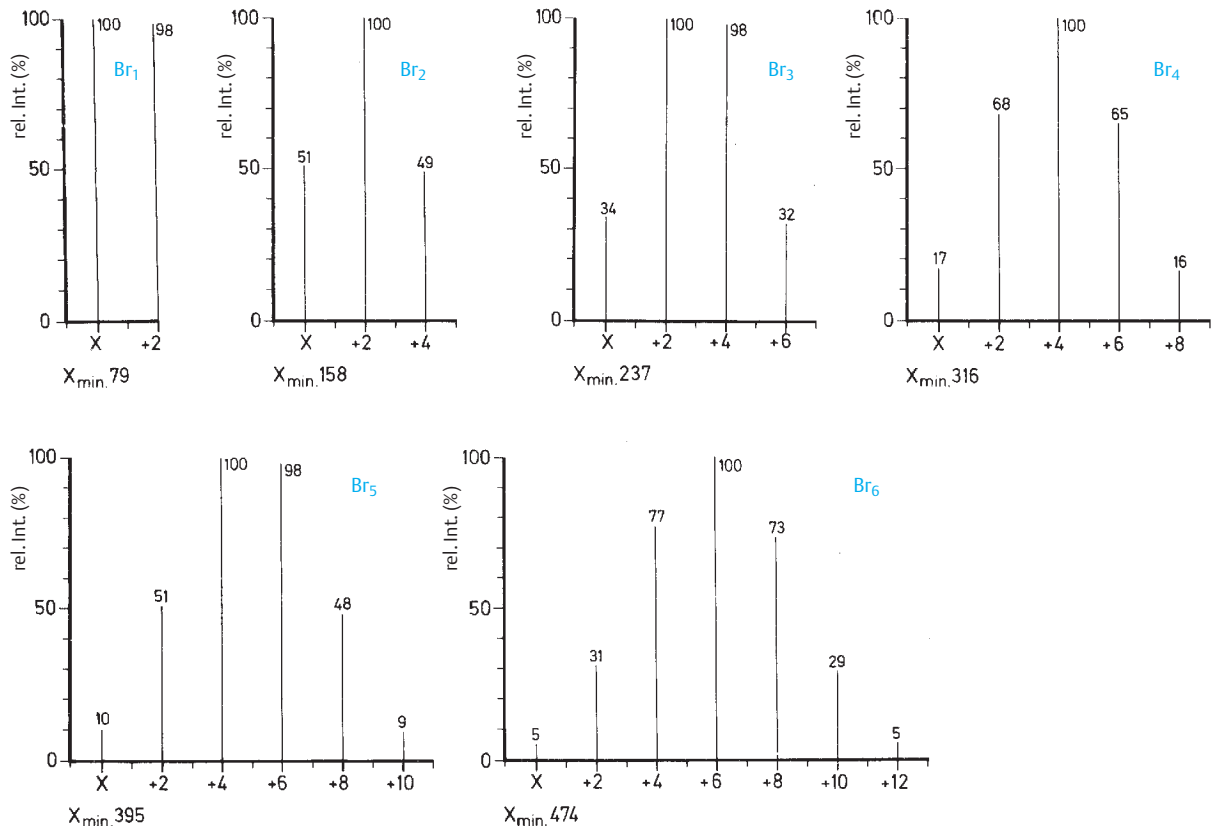 100
50
0
rel. Int. (%)
100
98
Br1
X +2
Xmin. 79
100
50
0
rel. Int. (%)
51
100
49
Br2
X +2 +4
Xmin. 158
100
50
0
rel. Int. (%)
34
100
98
32
Br3
X +2 +4 +6
Xmin. 237
100
50
0
rel. Int. (%)
17
68
100
65
16
Br4
X +2 +4 +6 +8
Xmin. 316
100
50
0
rel. Int. (%)
10
51
100
98
48
9
Br5
X +2 +4 +6 +8 +10
Xmin. 395
100
50
0
rel. Int. (%)
5
31
77
100
73
29
5
Br6
X +2 +4 +6 +8 +10 +12
Xmin. 474